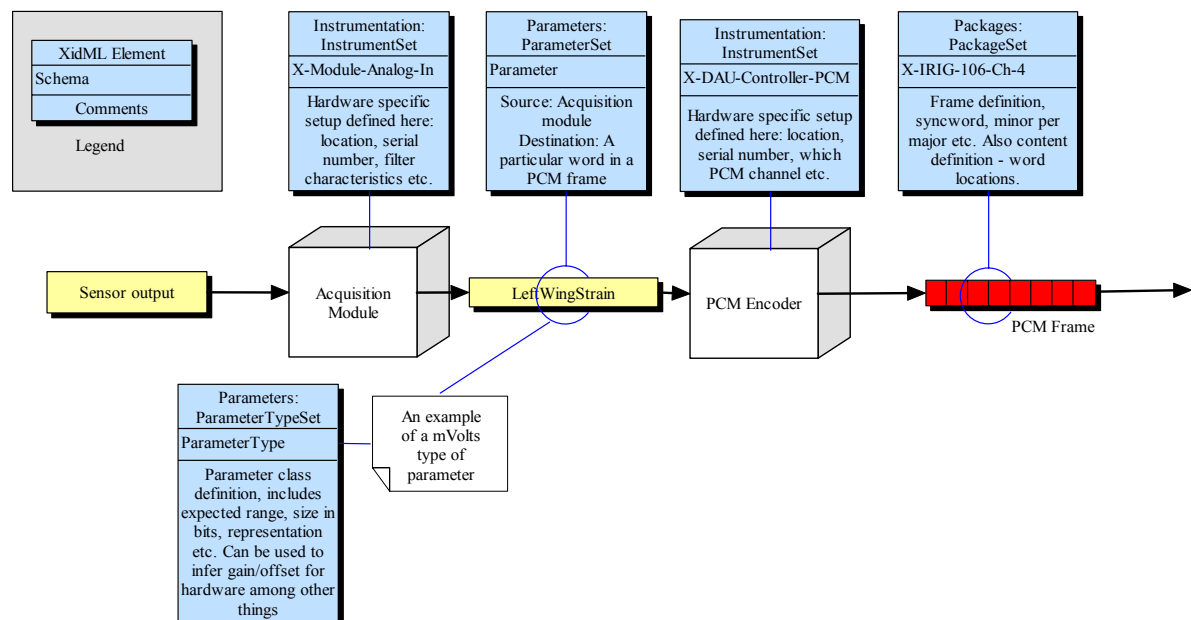 XidML Element
Schema
Comments
Legend
Instrumentation:
InstrumentSet
X-Module-Analog-In
Hardware specific
setup defined here:
location, serial
number, filter
characteristics etc.
Parameters:
ParameterSet
Parameter
Source: Acquisition
module
Destination: A
particular word in a
PCM frame
Instrumentation:
InstrumentSet
X-DAU-Controller-PCM
Hardware specific setup
defined here: location,
serial number, which
PCM channel etc.
Packages:
PackageSet
X-IRIG-106-Ch-4
Frame definition,
syncword, minor per
major etc. Also content
definition - word
locations.
Sensor output
Acquisition
Module
LeftWingStrain
PCM Encoder
PCM Frame
Parameters:
ParameterTypeSet
ParameterType
Parameter class
definition, includes
expected range, size in
bits, representation
etc. Can be used to
infer gain/offset for
hardware among other
things
An example
of a mVolts
type of
parameter